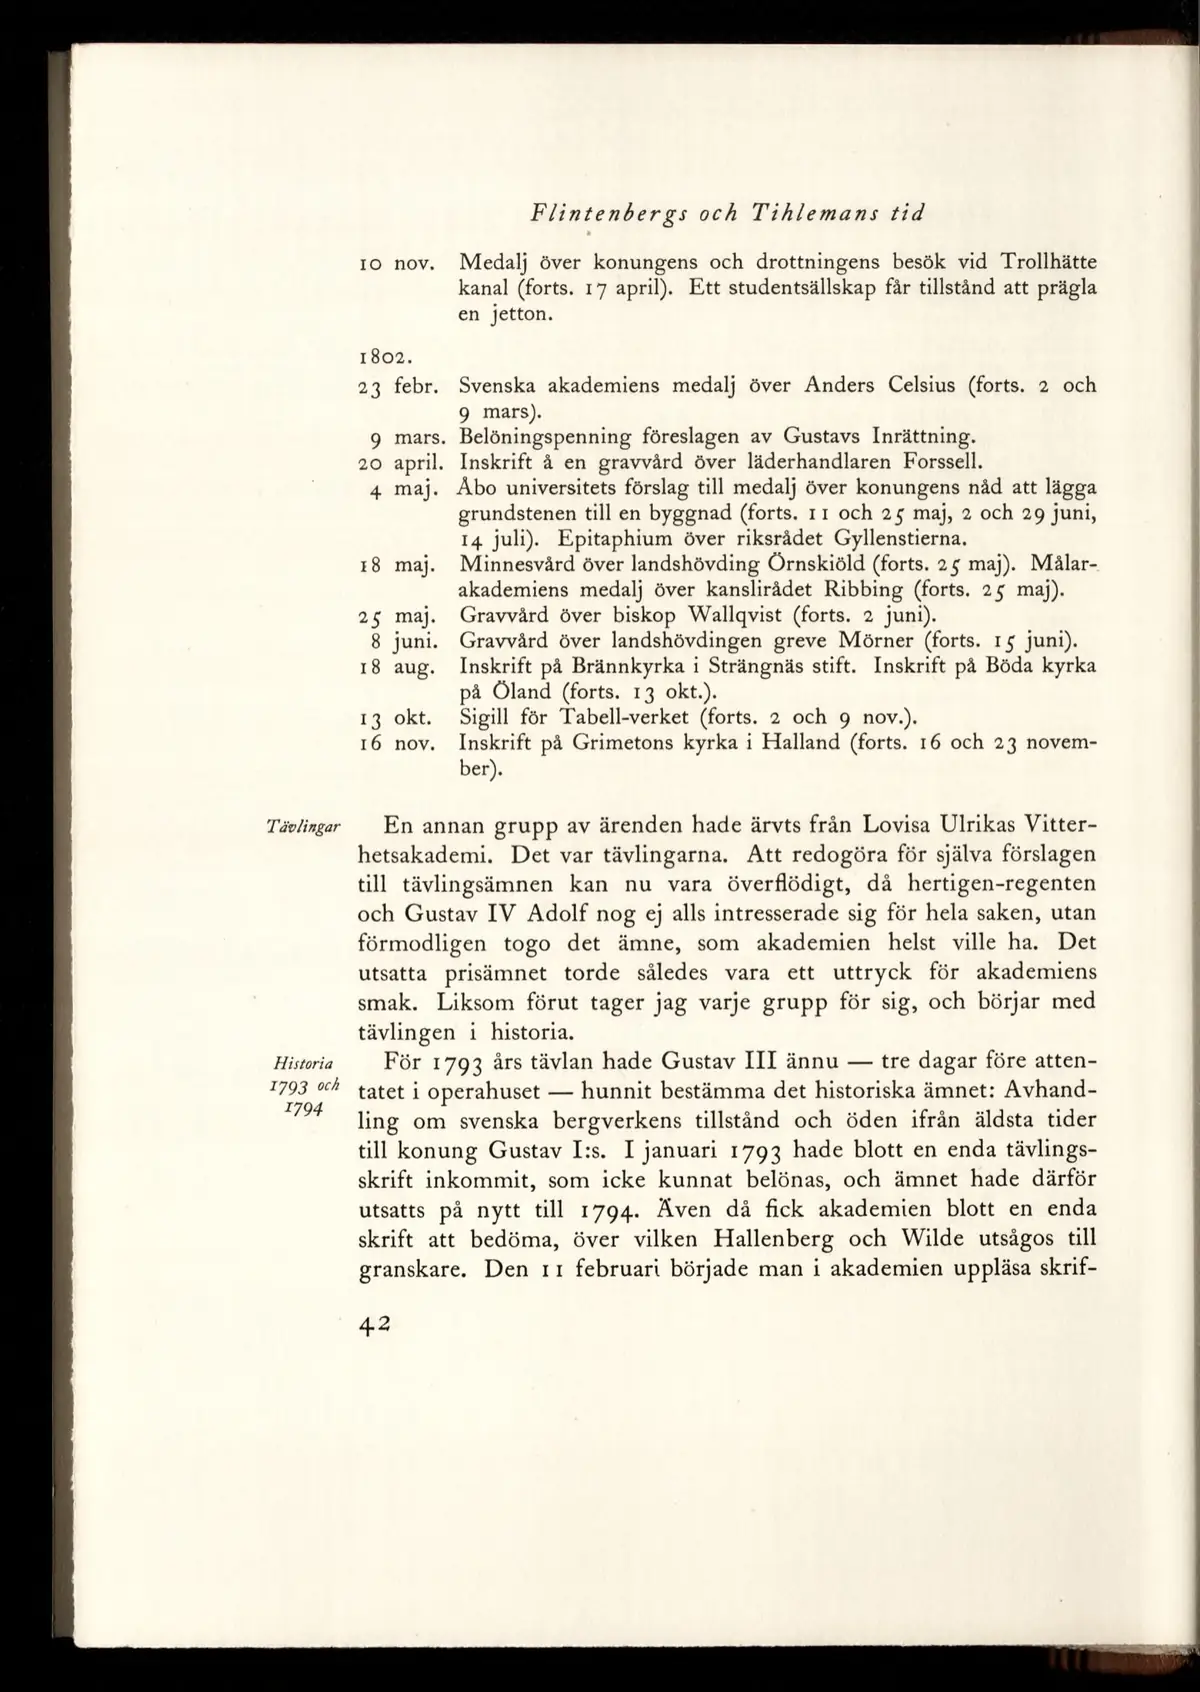 Flintenbergs och Tihlemans tid
10 nov. Medalj över konungens och drottningens besök vid Trollhätte
kanal (forts. 17 april). Ett studentsällskap får tillstånd att prägla
en jetton.
1802.
23 febr. Svenska akademiens medalj över Anders Celsius (forts. 2 och
9 mars).
9 mars. Belöningspenning föreslagen av Gustavs Inrättning.
20 april. Inskrift å en gravvård över läderhandlaren Forssell.
4 maj. Åbo universitets förslag till medalj över konungens nåd att lägga
grundstenen till en byggnad (forts. 11 och 25 maj, 2 och 29 juni,
14 juli). Epitaphium över riksrådet Gyllenstierna.
18 maj. Minnesvård över landshövding Örnskiöld (forts. 25 maj). Målar-
akademiens medalj över kanslirådet Ribbing (forts. 25 maj).
25 maj. Gravvård över biskop Wallqvist (forts. 2 juni).
8 juni. Gravvård över landshövdingen greve Mörner (forts. 15 juni).
18 aug. Inskrift på Brännkyrka i Strängnäs stift. Inskrift på Böda kyrka
på Öland (forts. 13 okt.).
13 okt. Sigill för Tabell-verket (forts. 2 och 9 nov.).
16 nov. Inskrift på Grimetons kyrka i Halland (forts. 16 och 23 novem-
ber).
Tävlingar En annan grupp av ärenden hade ärvts från Lovisa Ulrikas Vitter-
hetsakademi. Det var tävlingarna. Att redogöra för själva förslagen
till tävlingsämnen kan nu vara överflödigt, då hertigen-regenten
och Gustav IV Adolf nog ej alls intresserade sig för hela saken, utan
förmodligen togo det ämne, som akademien helst ville ha. Det
utsatta prisämnet torde således vara ett uttryck för akademiens
smak. Liksom förut tager jag varje grupp för sig, och börjar med
tävlingen i historia.
Historia För 1793 års tävlan hade Gustav III ännu — tre dagar före atten-
1793 och tatet i operahuset — hunnit bestämma det historiska ämnet: Avhand-
1794 ling om svenska bergverkens tillstånd och öden ifrån äldsta tider
till konung Gustav I:s. I januari 1793 hade blott en enda tävlings-
skrift inkommit, som icke kunnat belönas, och ämnet hade därför
utsatts på nytt till 1794. Även då fick akademien blott en enda
skrift att bedöma, över vilken Hallenberg och Wilde utsågos till
granskare. Den 11 februari började man i akademien uppläsa skrif-
42